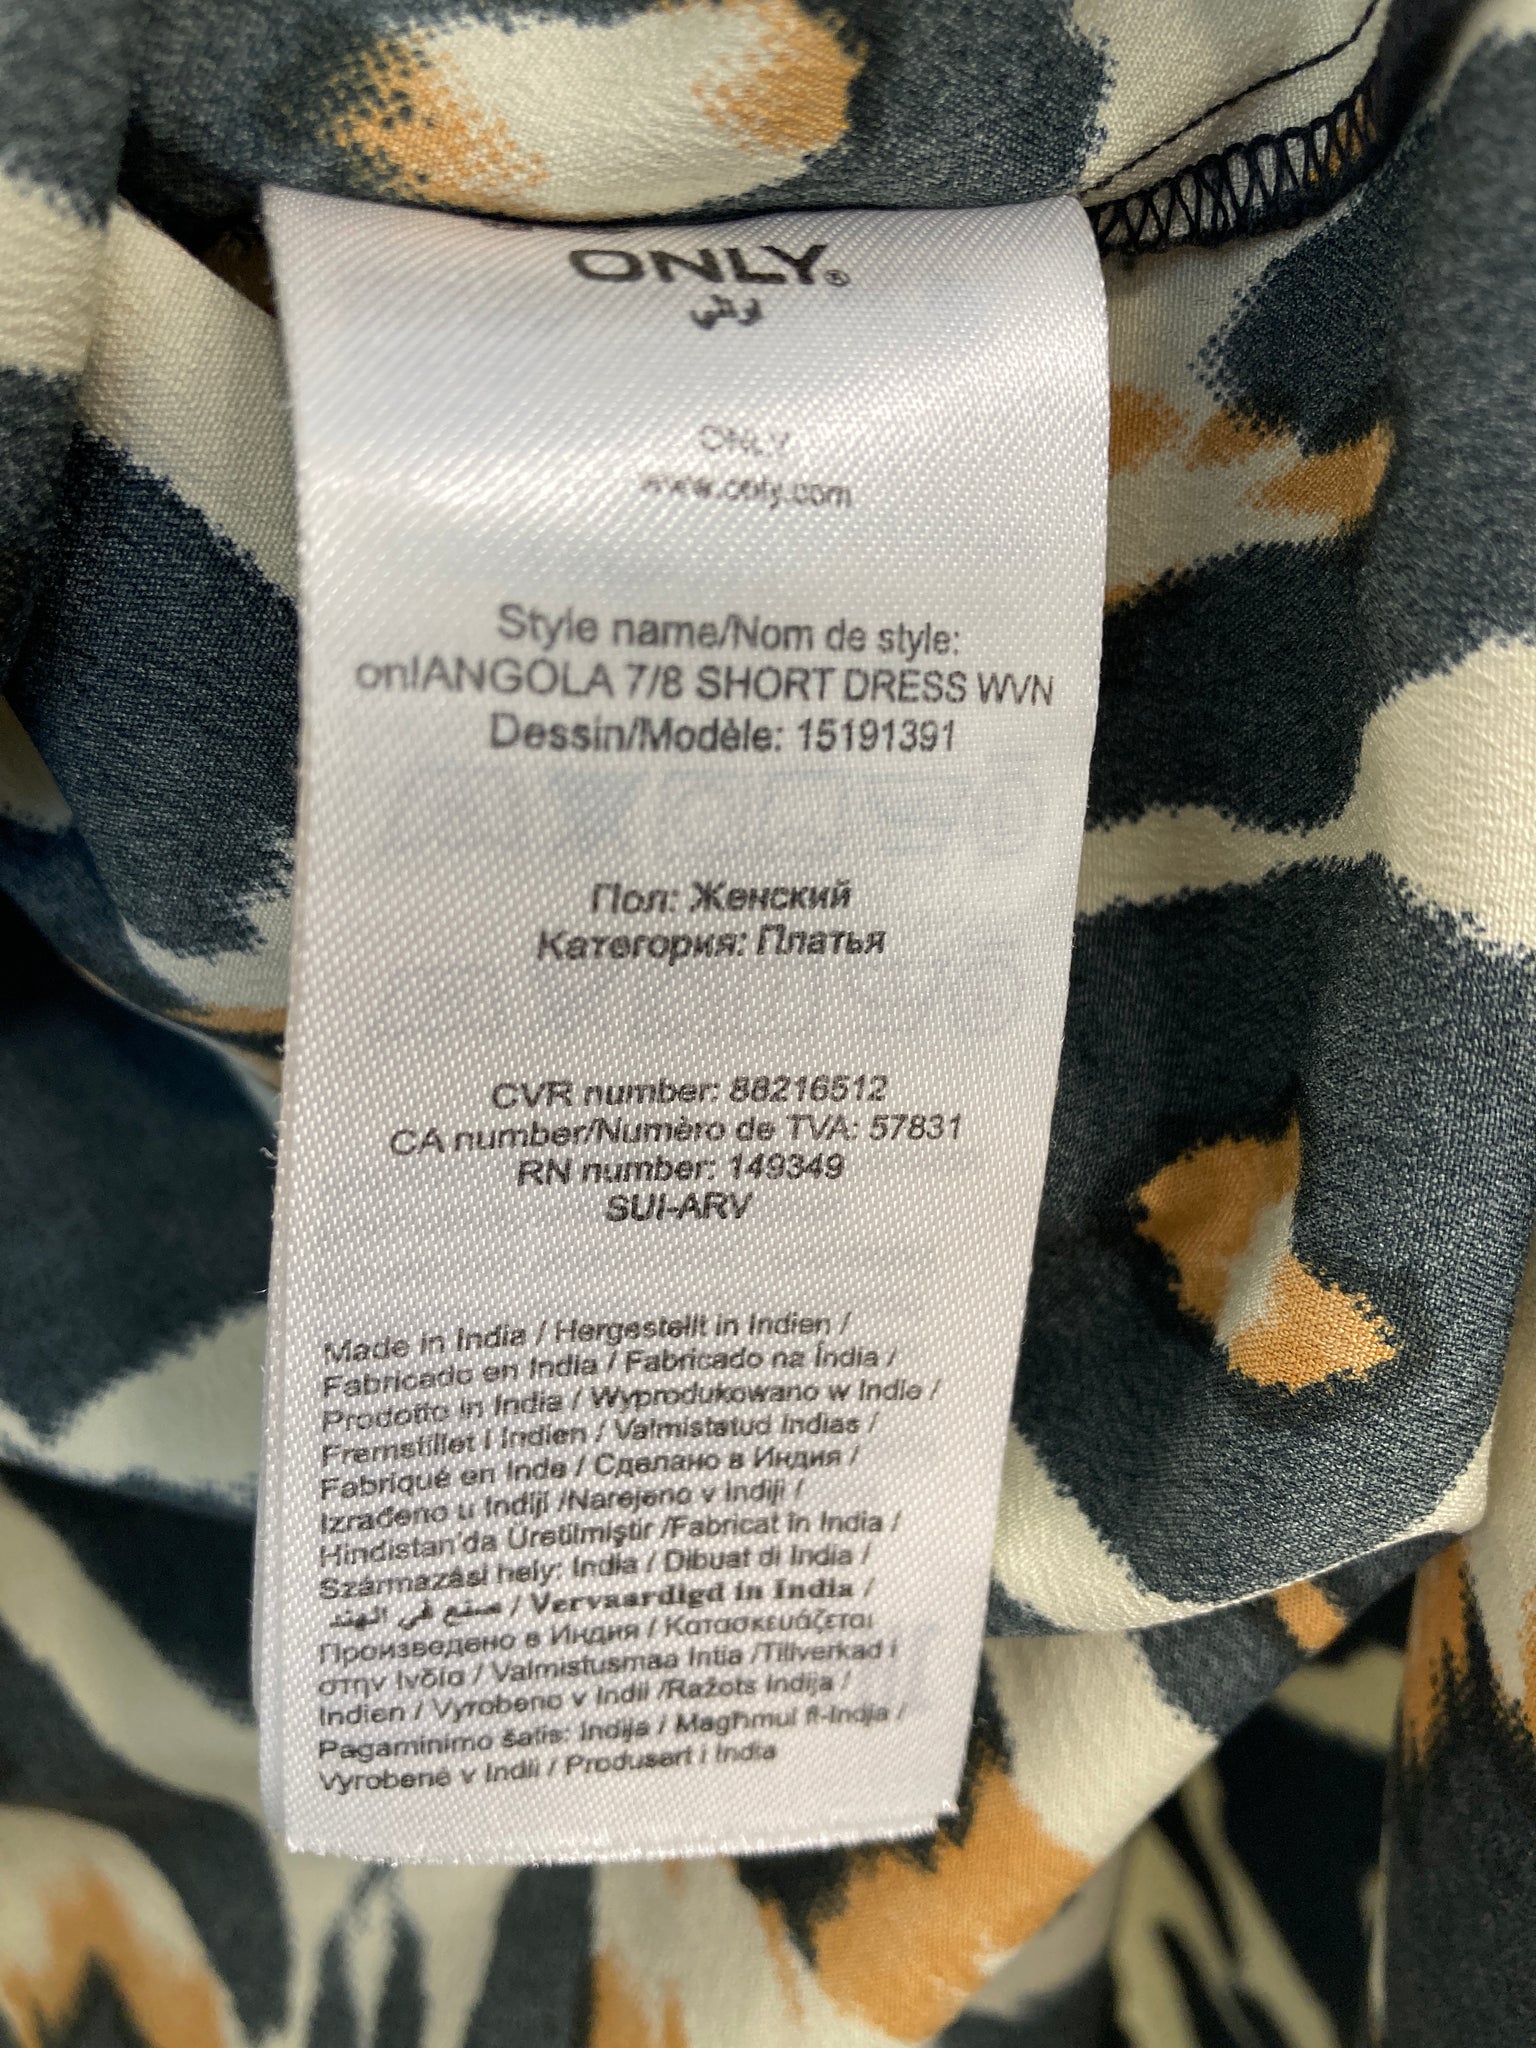 ONLY®
اونلي
ONLY
www.only.com
Style name/Nom de style:
onlANGOLA 7/8 SHORT DRESS WVN
Dessin/Modèle: 15191391
Пол: Женский
Категория: Платья
CVR number: 88216512
CA number/Numèro de TVA: 57831
RN number: 149349
SUI-ARV
Made in India / Hergestellt in Indien /
Fabricado en India / Fabricado na Índia /
Prodotto in India / Wyprodukowano w Indie /
Fremstillet i Indien / Valmistatud Indias /
Fabriqué en Inde / Сделано в Индия /
Izrađeno u Indiji /Narejeno v Indiji /
Hindistan'da Üretilmiştir /Fabricat în India /
Származási hely: India / Dibuat di India /
صنع في الهند / Vervaardigd in India /
Произведено в Индия / Κατασκευάζεται
στην Ινδία / Valmistusmaa Intia /Tillverkad i
Indien / Vyrobeno v Indii /Ražots Indija /
Pagaminimo šalis: Indija / Magħmul fl-Indja /
Vyrobené v Indii / Produsert i India